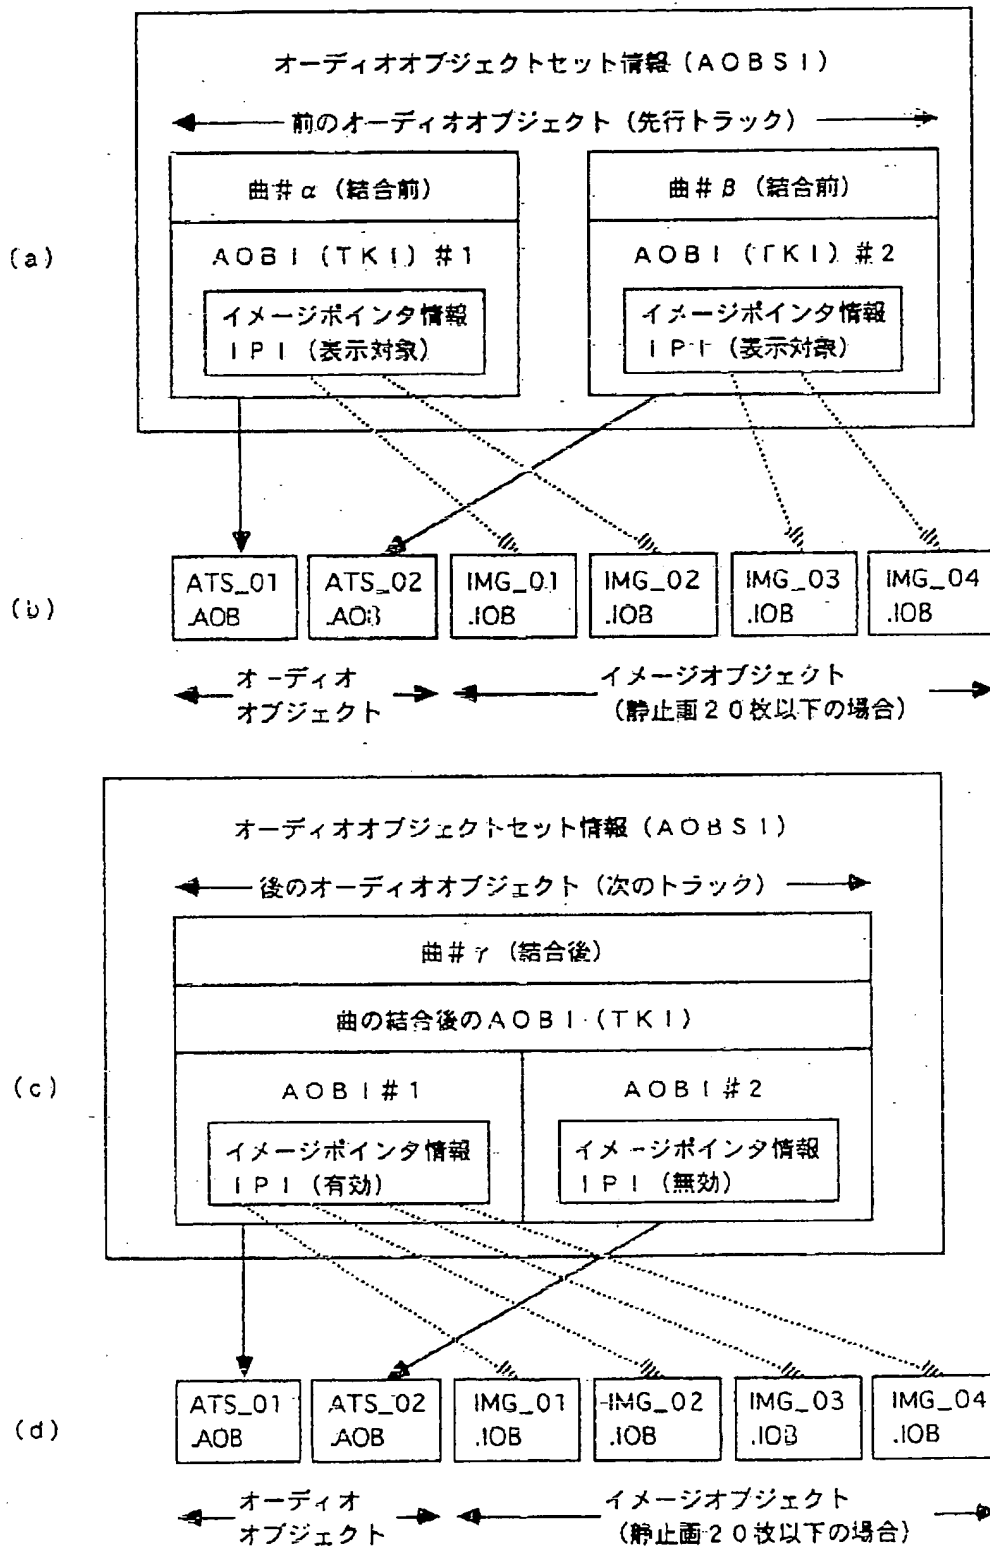 オーディオオブジェクトセット情報（AOBSI）
前のオーディオオブジェクト（先行トラック）
曲#α（結合前）
曲#β（結合前）
(a)
AOBI（TKI）#1
AOBI（TKI）#2
イメージポインタ情報
IPI（表示対象）
イメージポインタ情報
IPI（表示対象）
(b)
ATS_01
.AOB
ATS_02
.AOB
IMG_01
.IOB
IMG_02
.IOB
IMG_03
.IOB
IMG_04
.IOB
オーディオ
オブジェクト
イメージオブジェクト
（静止画20枚以下の場合）
オーディオオブジェクトセット情報（AOBSI）
後のオーディオオブジェクト（次のトラック）
曲#γ（結合後）
曲の結合後のAOBI（TKI）
(c)
AOBI#1
AOBI#2
イメージポインタ情報
IPI（有効）
イメージポインタ情報
IPI（無効）
(d)
ATS_01
.AOB
ATS_02
.AOB
IMG_01
.IOB
IMG_02
.IOB
IMG_03
.IOB
IMG_04
.IOB
オーディオ
オブジェクト
イメージオブジェクト
（静止画20枚以下の場合）